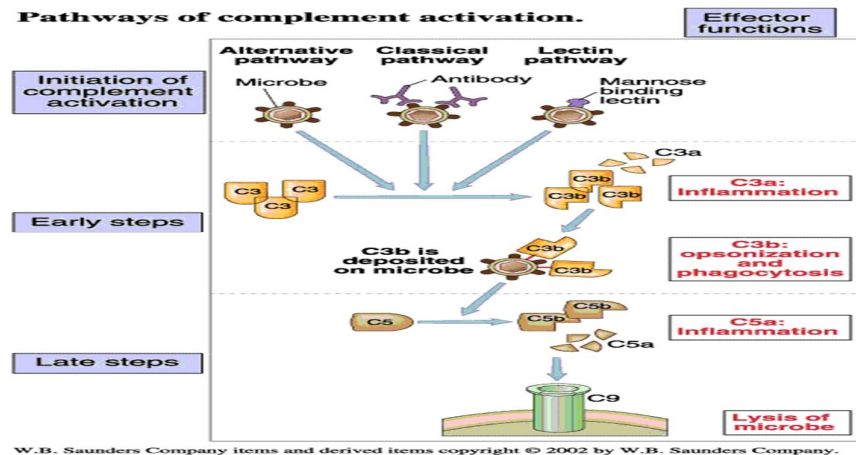 Pathways of complement activation.
Effector
functions
Alternative
pathway
Classical
pathway
Lectin
pathway
Initiation of
complement
activation
Microbe
Antibody
Mannose
binding
lectin
C3a
C3
C3
C3
C3b
C3b
C3b
C3a:
Inflammation
Early steps
C3b is
deposited
on microbe
C3b
C3b
C3b:
opsonization
and
phagocytosis
C5
C5b
C5b
C5a
C5a:
Inflammation
Late steps
C9
Lysis of
microbe
W.B. Saunders Company items and derived items copyright © 2002 by W.B. Saunders Company.